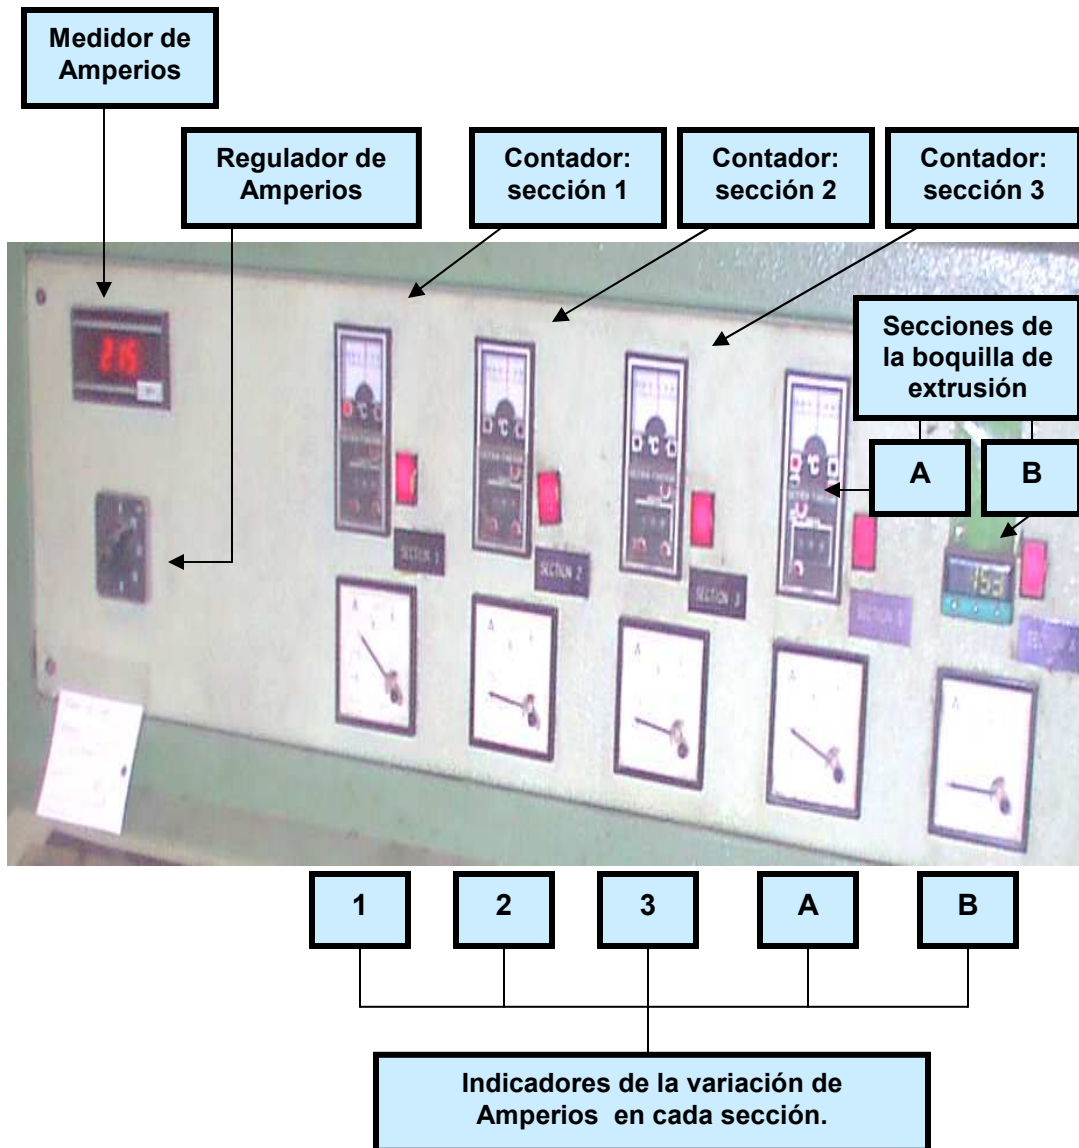 Medidor de
Amperios
Regulador de
Amperios
Contador:
sección 1
Contador:
sección 2
Contador:
sección 3
Secciones de
la boquilla de
extrusión
A
B
215
°C
°C
°C
°C
SECTION 1
SECTION 2
SECTION 3
155
A
A
A
A
A
1
2
3
A
B
Indicadores de la variación de
Amperios en cada sección.